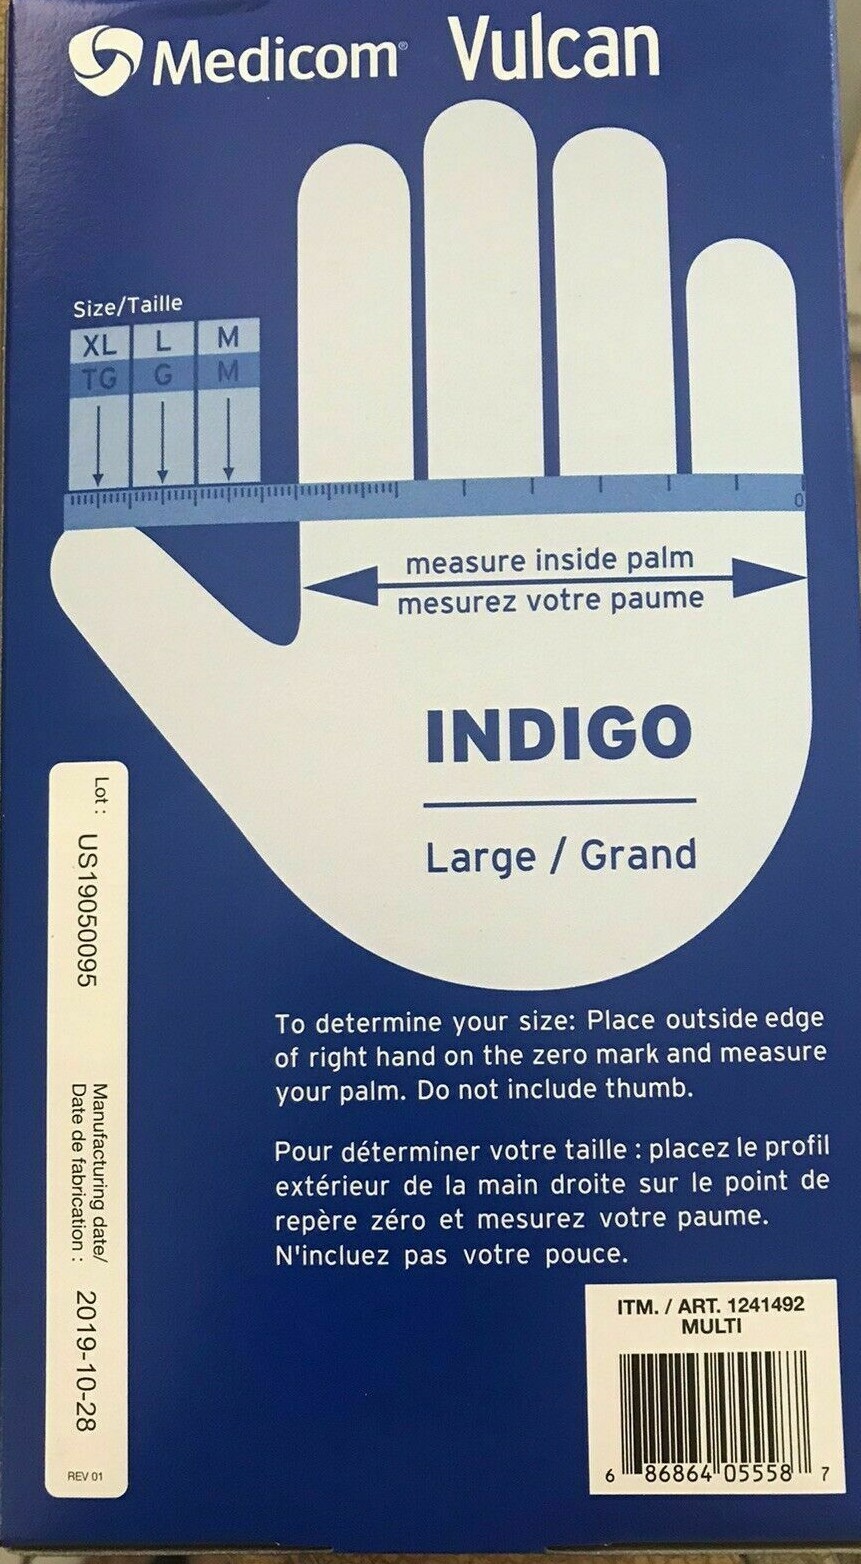 Medicom® Vulcan
Size/Taille
XL L M
TG G M
0
measure inside palm
mesurez votre paume
INDIGO
Large / Grand
Lot : US19050095
Manufacturing date/
Date de fabrication : 2019-10-28
REV 01
To determine your size: Place outside edge
of right hand on the zero mark and measure
your palm. Do not include thumb.
Pour déterminer votre taille : placez le profil
extérieur de la main droite sur le point de
repère zéro et mesurez votre paume.
N'incluez pas votre pouce.
ITM. / ART. 1241492
MULTI
6 86864 05558 7